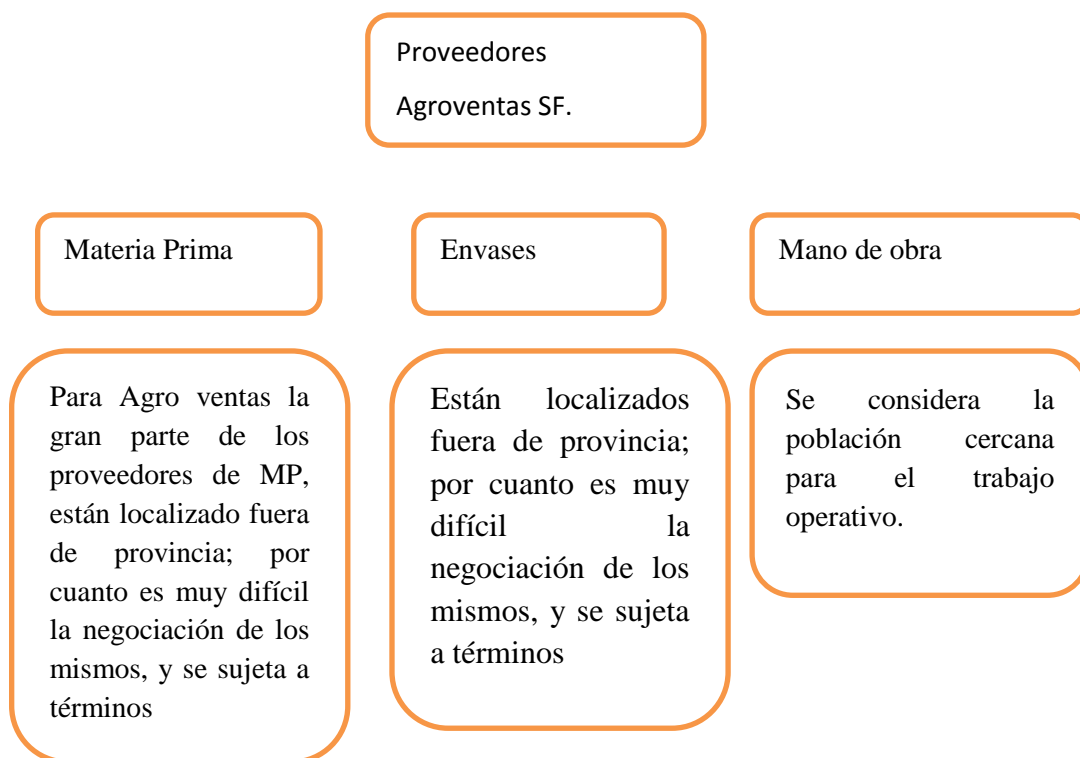 Proveedores
Agroventas SF.
Materia Prima
Envases
Mano de obra
Para Agro ventas la
gran parte de los
proveedores de MP,
están localizado fuera
de provincia; por
cuanto es muy difícil
la negociación de los
mismos, y se sujeta a
términos
Están localizados
fuera de provincia;
por cuanto es muy
difícil la
negociación de los
mismos, y se sujeta
a términos
Se considera la
población cercana
para el trabajo
operativo.